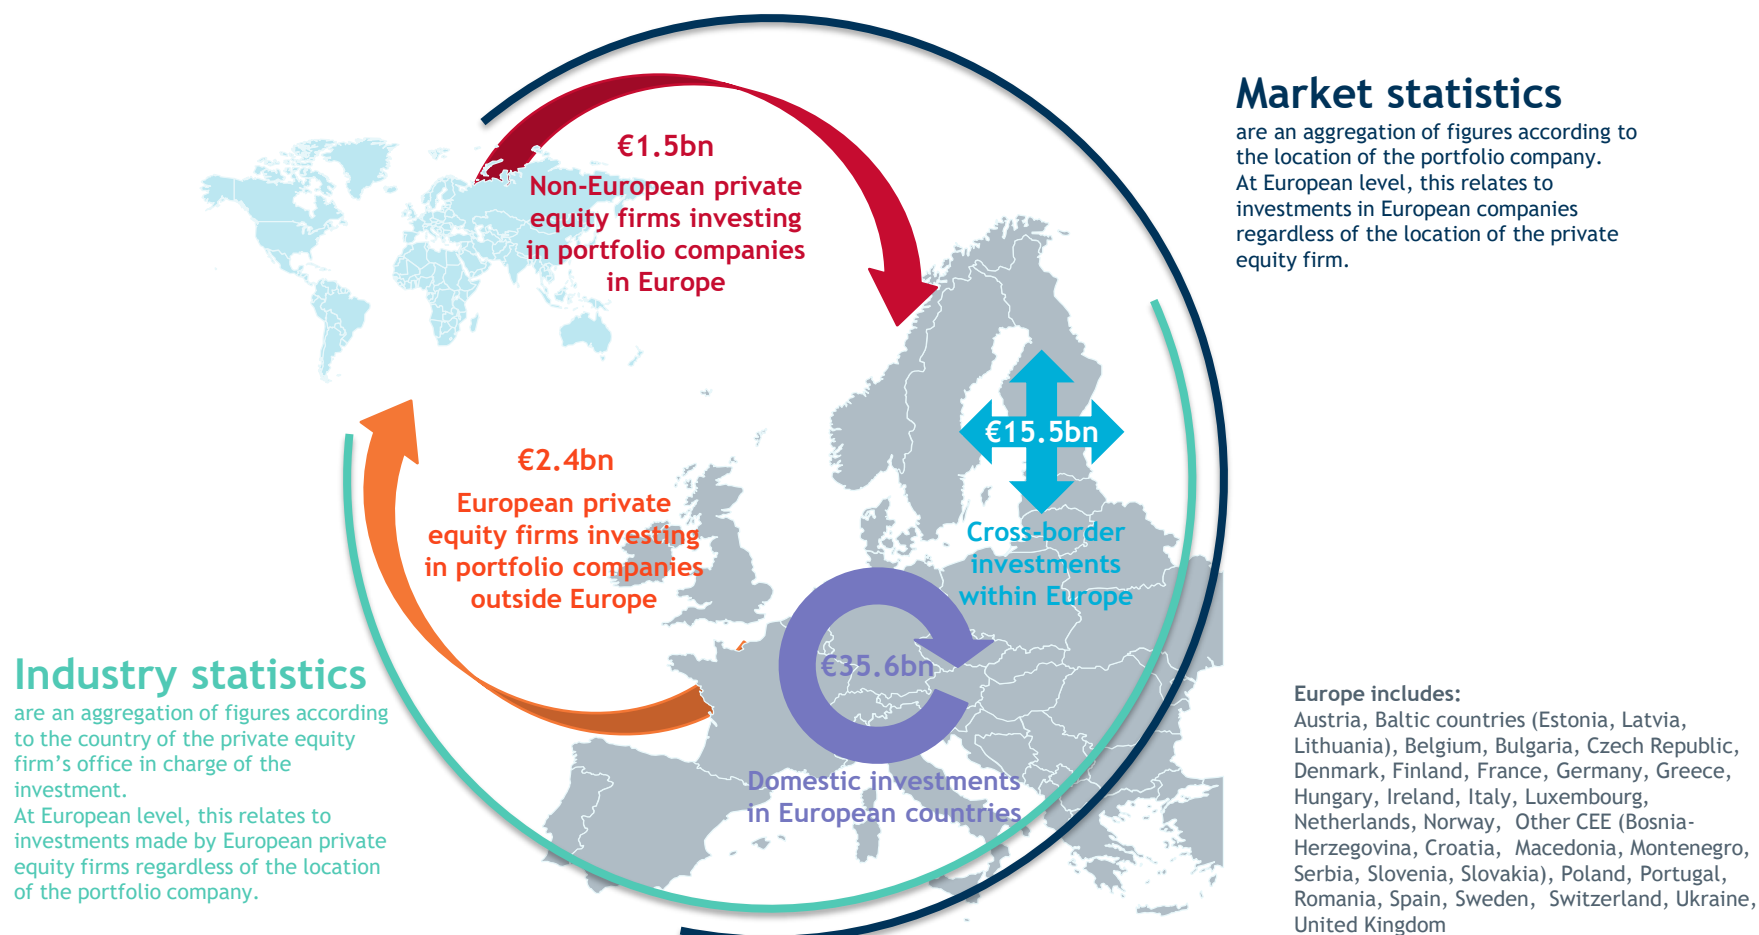 Market statistics
are an aggregation of figures according to
the location of the portfolio company.
At European level, this relates to
investments in European companies
regardless of the location of the private
equity firm.
€1.5bn
Non-European private
equity firms investing
in portfolio companies
in Europe
€15.5bn
Cross-border
investments
within Europe
€2.4bn
European private
equity firms investing
in portfolio companies
outside Europe
€35.6bn
Domestic investments
in European countries
Industry statistics
are an aggregation of figures according
to the country of the private equity
firm's office in charge of the
investment.
At European level, this relates to
investments made by European private
equity firms regardless of the location
of the portfolio company.
Europe includes:
Austria, Baltic countries (Estonia, Latvia,
Lithuania), Belgium, Bulgaria, Czech Republic,
Denmark, Finland, France, Germany, Greece,
Hungary, Ireland, Italy, Luxembourg,
Netherlands, Norway, Other CEE (Bosnia-
Herzegovina, Croatia, Macedonia, Montenegro,
Serbia, Slovenia, Slovakia), Poland, Portugal,
Romania, Spain, Sweden, Switzerland, Ukraine,
United Kingdom